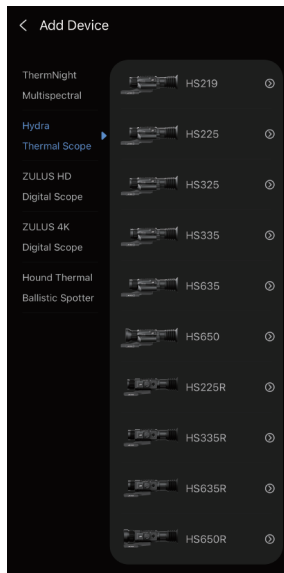 Add Device
ThermNight
Multispectral
Hydra
Thermal Scope
ZULUS HD
Digital Scope
ZULUS 4K
Digital Scope
Hound Thermal
Ballistic Spotter
HS219
HS225
HS325
HS335
HS635
HS650
HS225R
HS335R
HS635R
HS650R